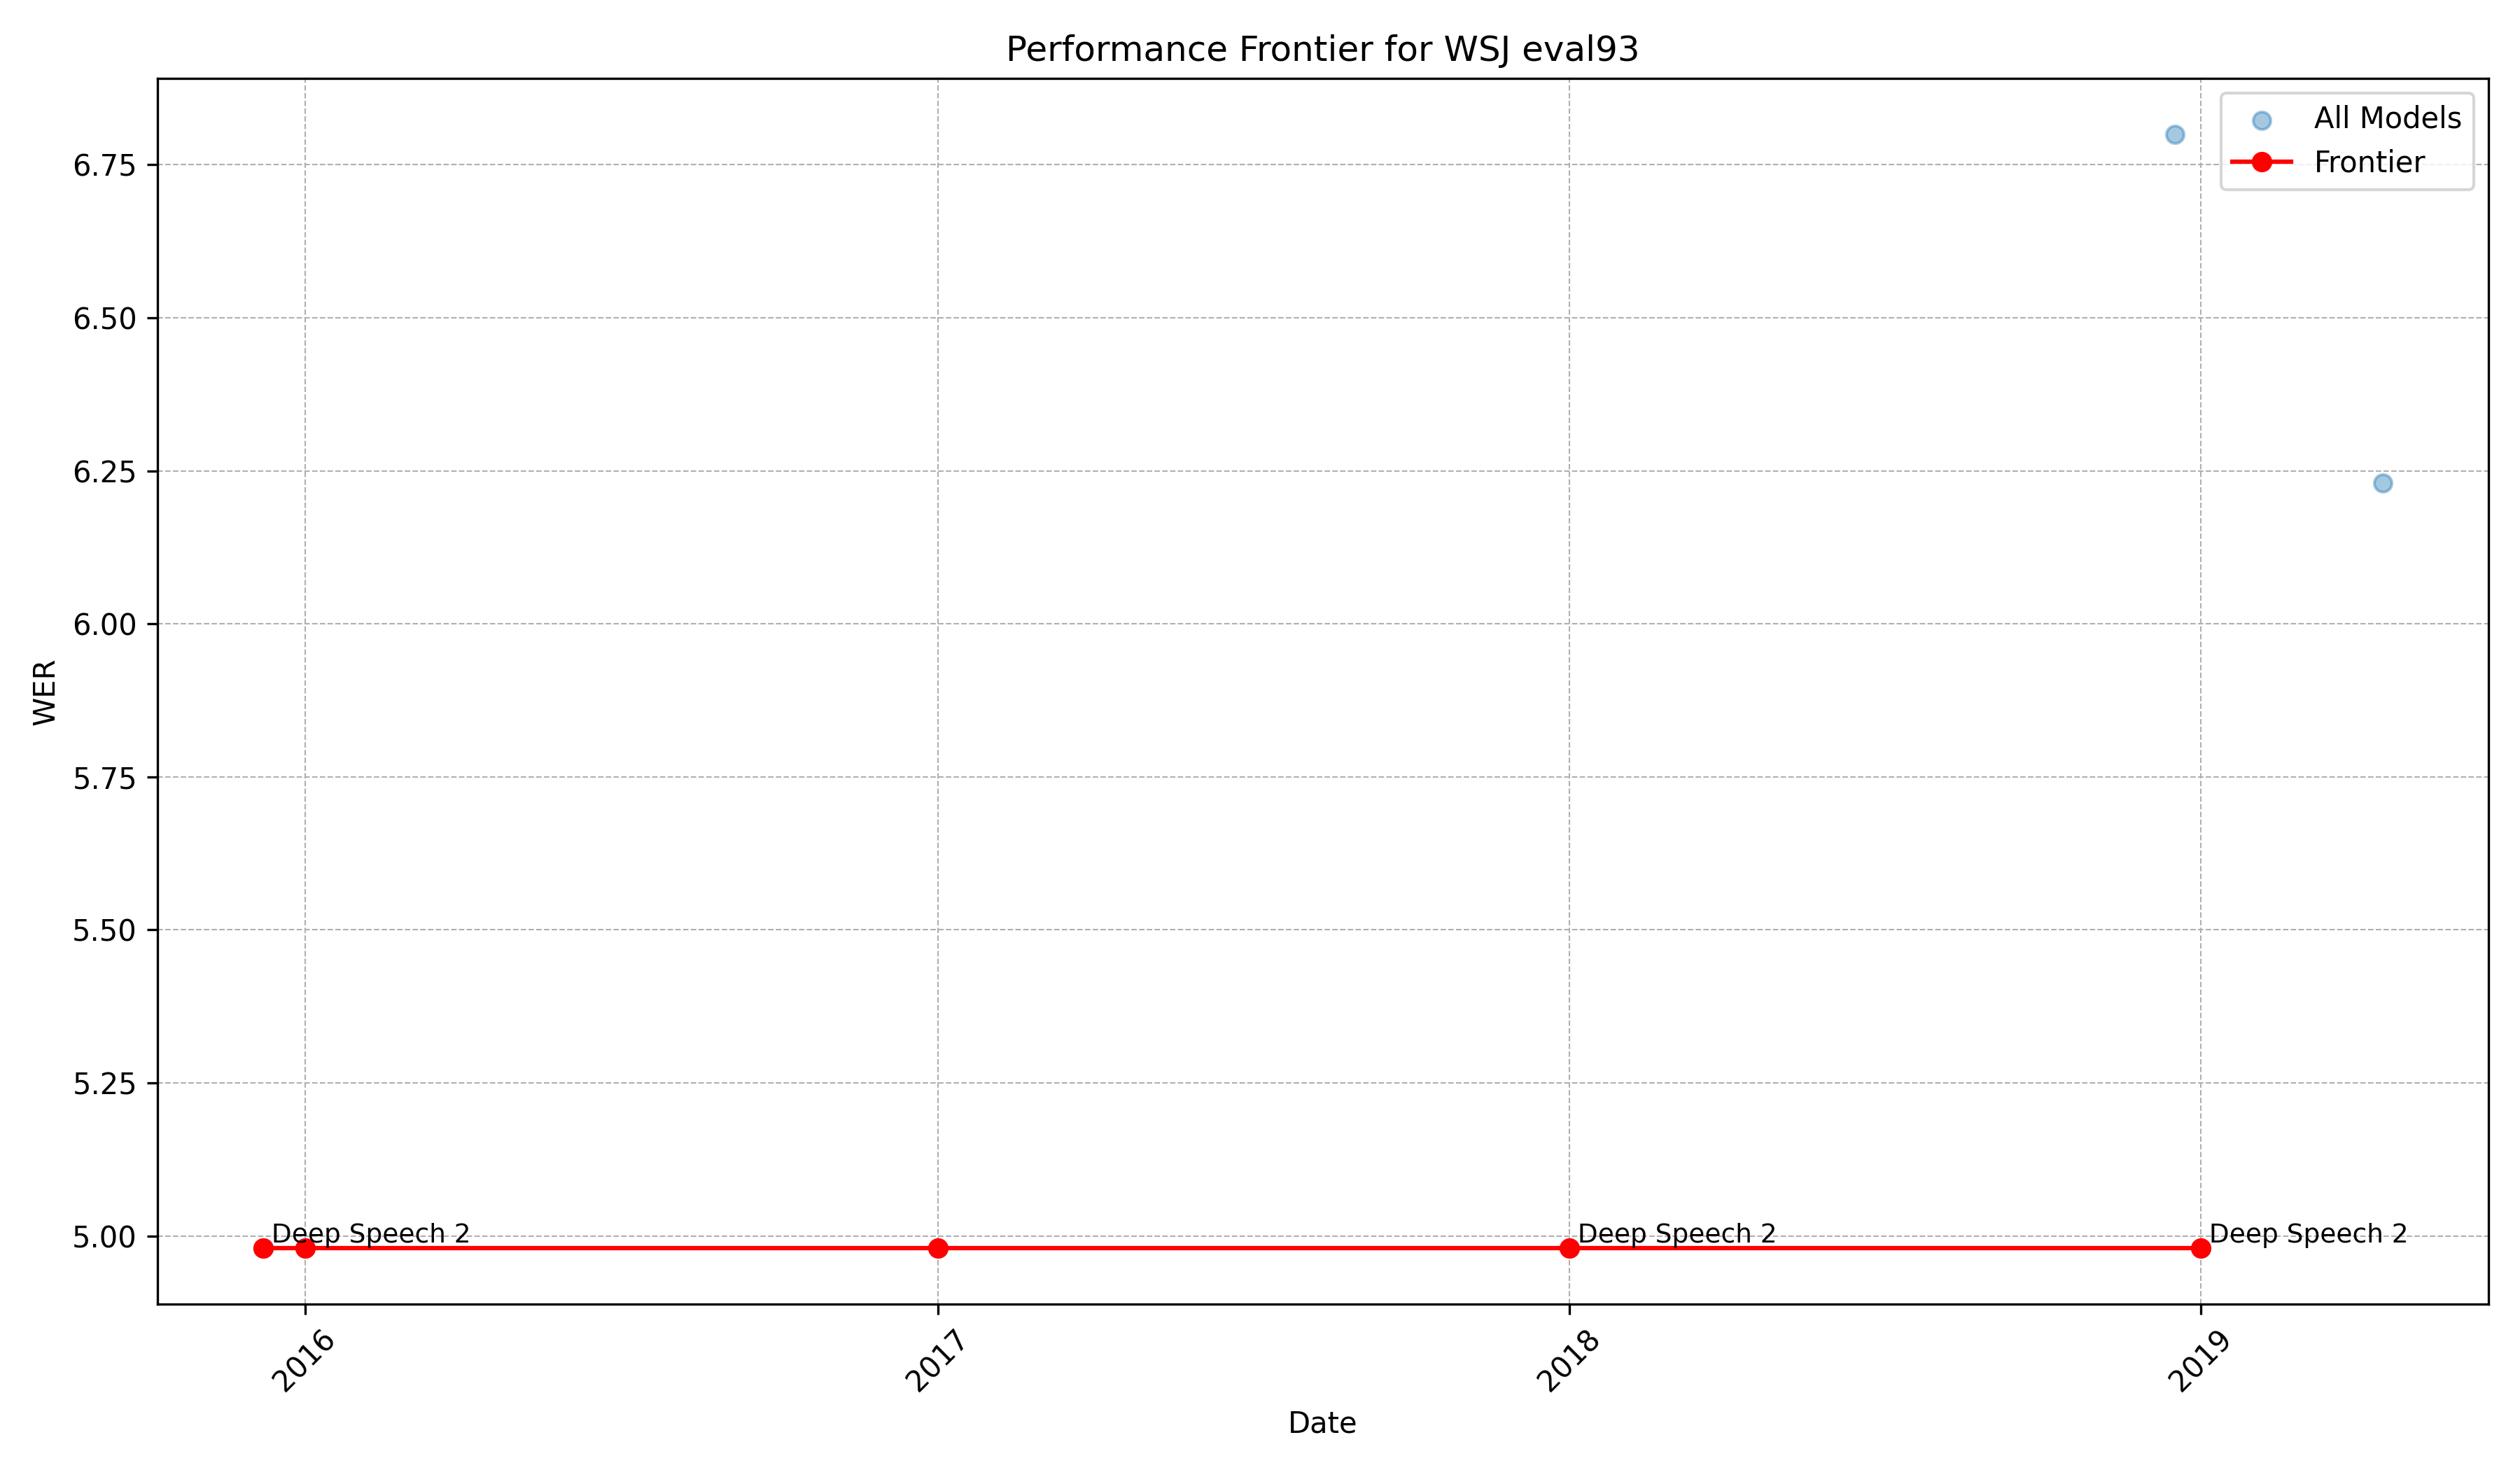 Performance Frontier for WSJ eval93
All Models
Frontier
WER
6.75
6.50
6.25
6.00
5.75
5.50
5.25
5.00
Deep Speech 2
Deep Speech 2
Deep Speech 2
2016
2017
2018
2019
Date